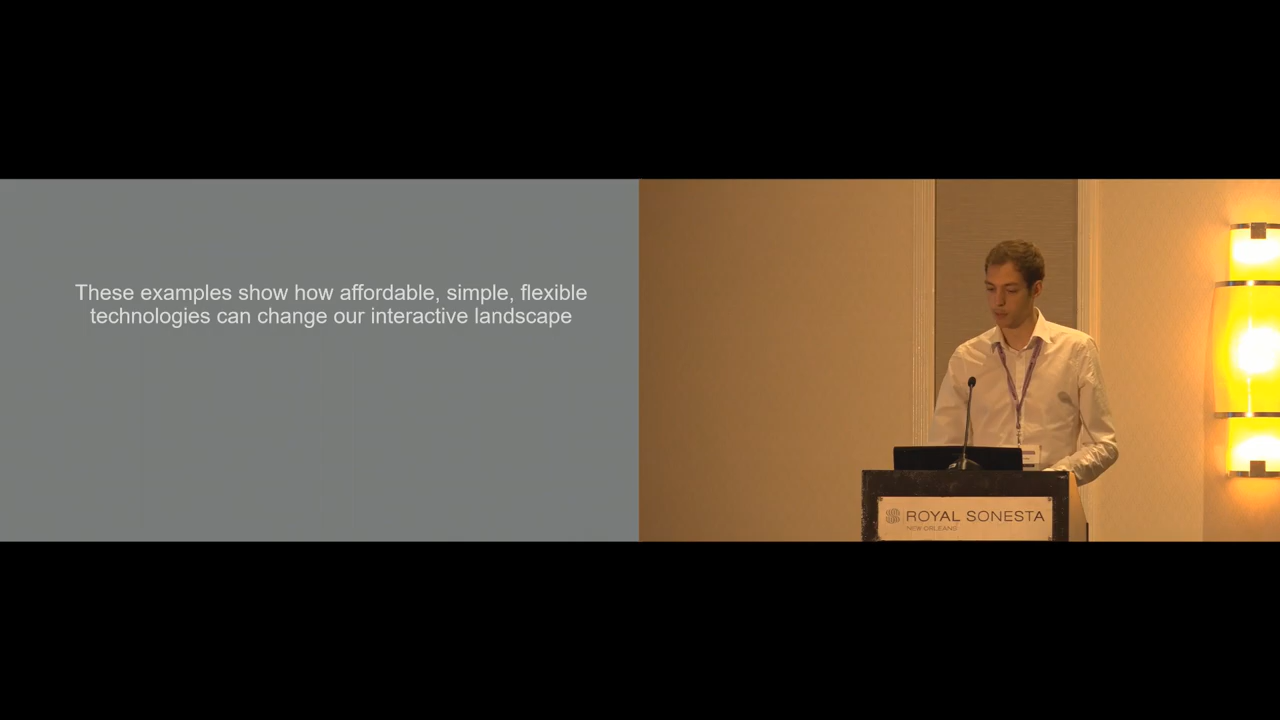 These examples show how affordable, simple, flexible
technologies can change our interactive landscape
ROYAL SONESTA
NEW ORLEANS